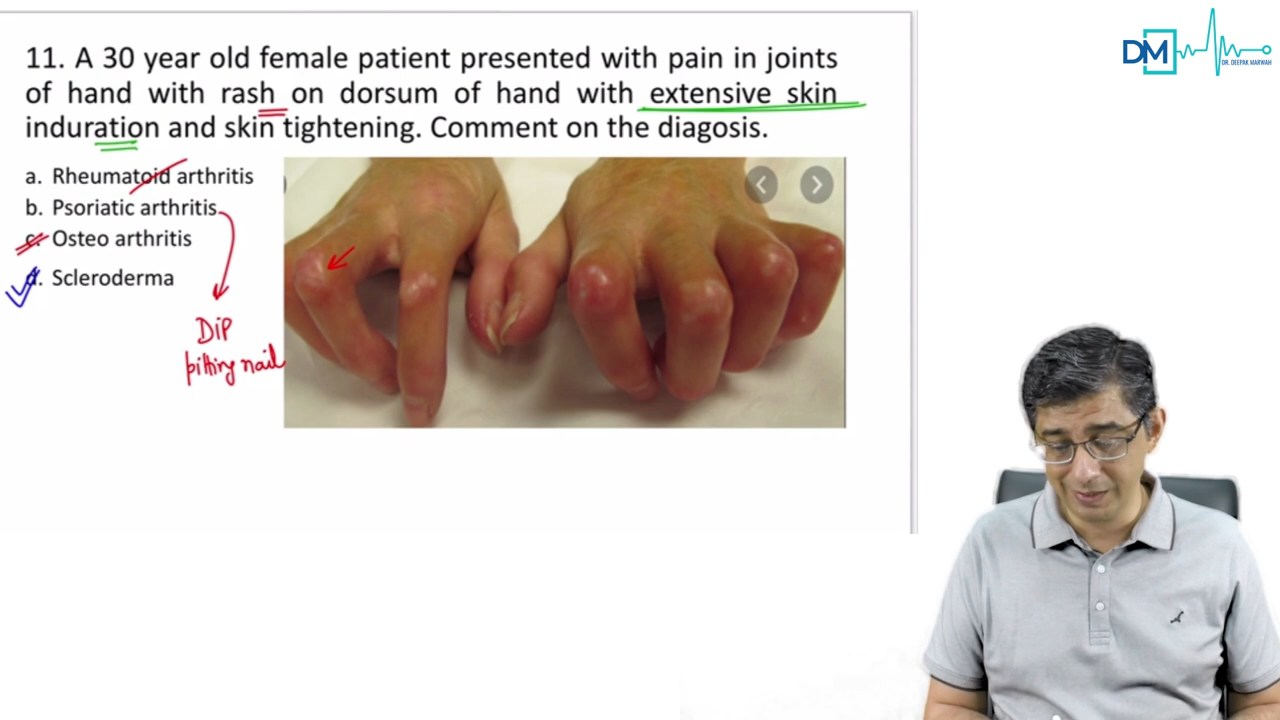 11. A 30 year old female patient presented with pain in joints
of hand with rash on dorsum of hand with extensive skin
induration and skin tightening. Comment on the diagosis.
a. Rheumatoid arthritis
b. Psoriatic arthritis
c. Osteo arthritis
d. Scleroderma
DiP
pitting nail
DM
DR. DEEPAK MARWAH